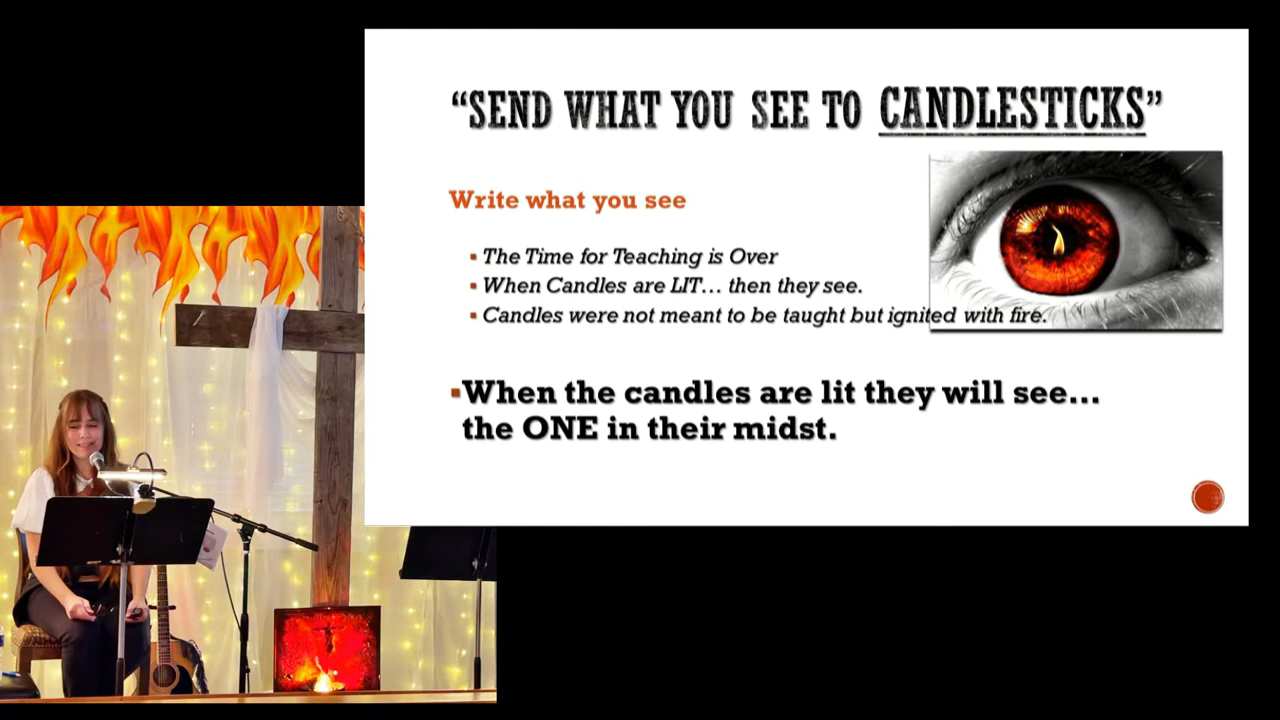 “SEND WHAT YOU SEE TO CANDLESTICKS”
Write what you see
▪ The Time for Teaching is Over
▪ When Candles are LIT... then they see.
▪ Candles were not meant to be taught but ignited with fire.
▪When the candles are lit they will see...
the ONE in their midst.